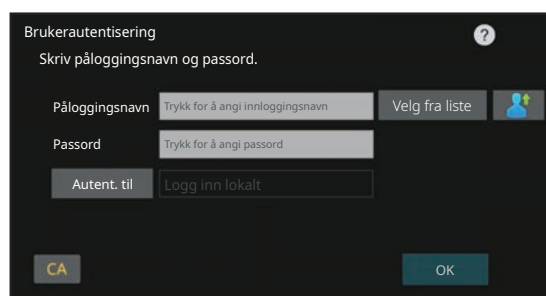 Brukerautentisering
?
Skriv påloggingsnavn og passord.
Påloggingsnavn Trykk for å angi innloggingsnavn Velg fra liste
Passord Trykk for å angi passord
Autent. til Logg inn lokalt
CA OK